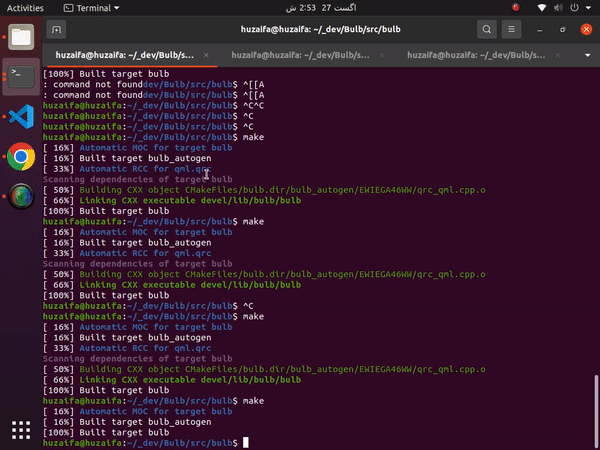 Activities
Terminal
اگست 27 2:53 ش
huzaifa@huzaifa: ~/_dev/Bulb/src/bulb
huzaifa@huzaifa: ~/_dev/Bulb/s...
huzaifa@huzaifa: ~/_dev/Bulb/s...
huzaifa@huzaifa: ~/_dev/Bulb/s...
[100%] Built target bulb
: command not founddev/Bulb/src/bulb$ ^[[A
: command not founddev/Bulb/src/bulb$ ^[[A
huzaifa@huzaifa:~/_dev/Bulb/src/bulb$ ^C^C
huzaifa@huzaifa:~/_dev/Bulb/src/bulb$ ^C
huzaifa@huzaifa:~/_dev/Bulb/src/bulb$ ^C
huzaifa@huzaifa:~/_dev/Bulb/src/bulb$ make
[ 16%] Automatic MOC for target bulb
[ 16%] Built target bulb_autogen
[ 33%] Automatic RCC for qml.qrc
Scanning dependencies of target bulb
[ 50%] Building CXX object CMakeFiles/bulb.dir/bulb_autogen/EWIEGA46WW/qrc_qml.cpp.o
[ 66%] Linking CXX executable devel/lib/bulb/bulb
[100%] Built target bulb
huzaifa@huzaifa:~/_dev/Bulb/src/bulb$ make
[ 16%] Automatic MOC for target bulb
[ 16%] Built target bulb_autogen
[ 33%] Automatic RCC for qml.qrc
Scanning dependencies of target bulb
[ 50%] Building CXX object CMakeFiles/bulb.dir/bulb_autogen/EWIEGA46WW/qrc_qml.cpp.o
[ 66%] Linking CXX executable devel/lib/bulb/bulb
[100%] Built target bulb
huzaifa@huzaifa:~/_dev/Bulb/src/bulb$ ^C
huzaifa@huzaifa:~/_dev/Bulb/src/bulb$ make
[ 16%] Automatic MOC for target bulb
[ 16%] Built target bulb_autogen
[ 33%] Automatic RCC for qml.qrc
Scanning dependencies of target bulb
[ 50%] Building CXX object CMakeFiles/bulb.dir/bulb_autogen/EWIEGA46WW/qrc_qml.cpp.o
[ 66%] Linking CXX executable devel/lib/bulb/bulb
[100%] Built target bulb
huzaifa@huzaifa:~/_dev/Bulb/src/bulb$ make
[ 16%] Automatic MOC for target bulb
[ 16%] Built target bulb_autogen
[100%] Built target bulb
huzaifa@huzaifa:~/_dev/Bulb/src/bulb$